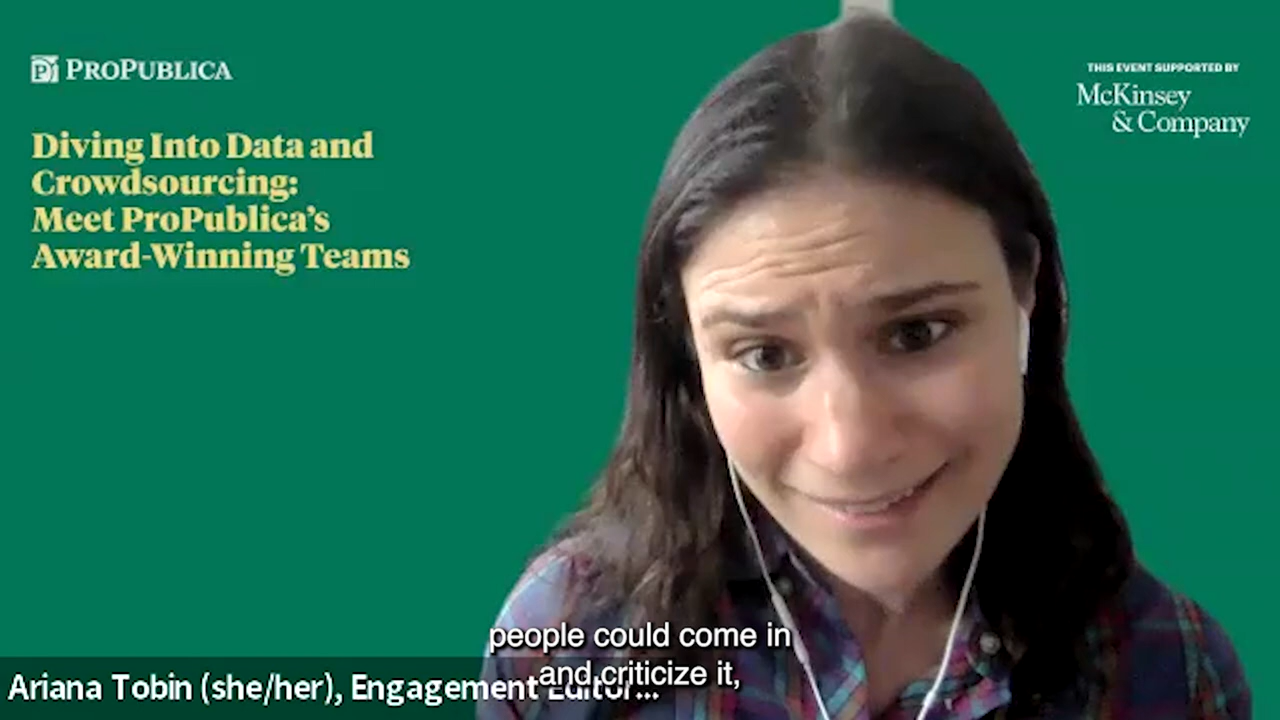 PROPUBLICA
Diving Into Data and
Crowdsourcing:
Meet ProPublica's
Award-Winning Teams
THIS EVENT SUPPORTED BY
McKinsey
& Company
people could come in
and criticize it,
Ariana Tobin (she/her), Engagement Editor...